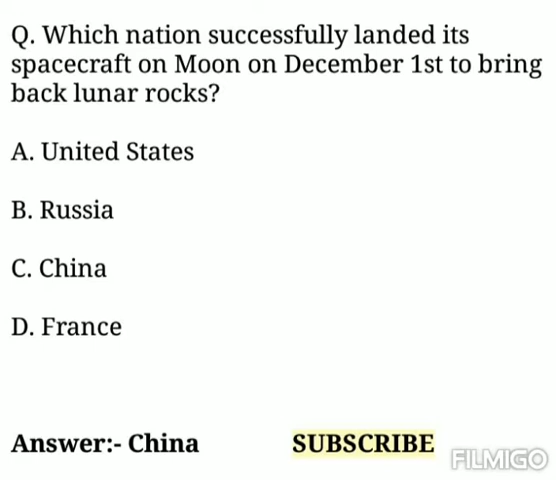 Q. Which nation successfully landed its
spacecraft on Moon on December 1st to bring
back lunar rocks?
A. United States
B. Russia
C. China
D. France
Answer:- China
SUBSCRIBE
FILMIGO